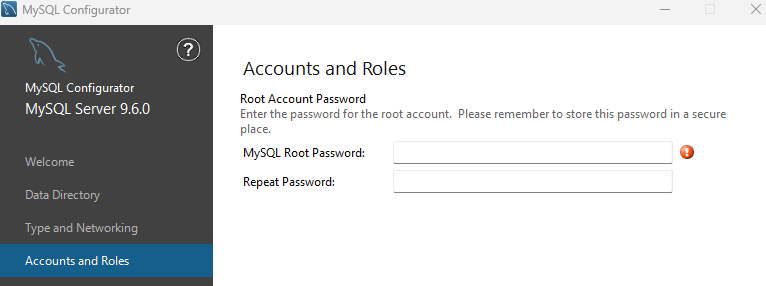 MySQL Configurator
?
MySQL Configurator
MySQL Server 9.6.0
Welcome
Data Directory
Type and Networking
Accounts and Roles
Accounts and Roles
Root Account Password
Enter the password for the root account.  Please remember to store this password in a secure
place.
MySQL Root Password:
Repeat Password: